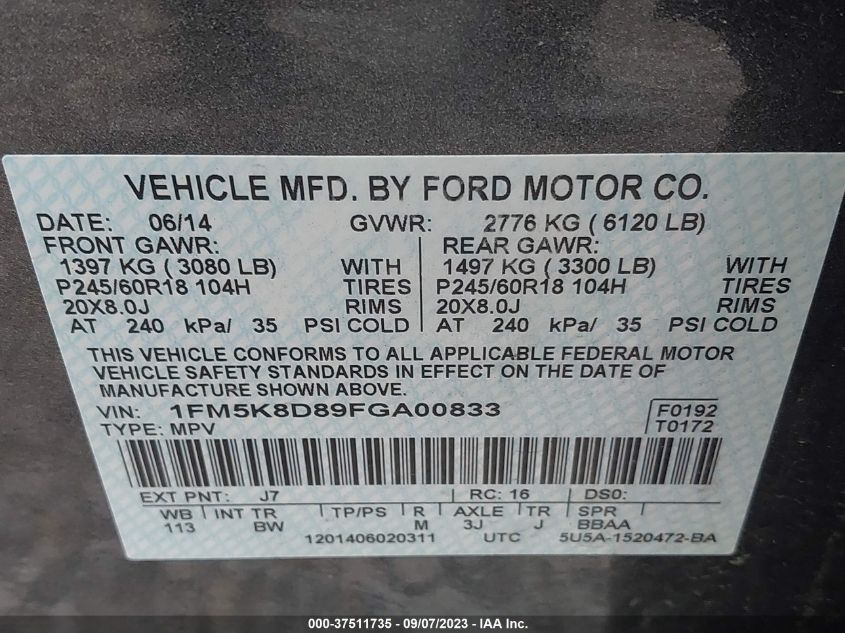 VEHICLE MFD. BY FORD MOTOR CO.
DATE: 06/14 GVWR: 2776 KG ( 6120 LB)
FRONT GAWR: REAR GAWR:
1397 KG ( 3080 LB) WITH 1497 KG ( 3300 LB) WITH
P245/60R18 104H TIRES P245/60R18 104H TIRES
20X8.0J RIMS 20X8.0J RIMS
AT 240 kPa/ 35 PSI COLD AT 240 kPa/ 35 PSI COLD
THIS VEHICLE CONFORMS TO ALL APPLICABLE FEDERAL MOTOR
VEHICLE SAFETY STANDARDS IN EFFECT ON THE DATE OF
MANUFACTURE SHOWN ABOVE.
VIN: 1FM5K8D89FGA00833 F0192
TYPE: MPV T0172
EXT PNT: J7 RC: 16 DSO:
WB INT TR TP/PS R AXLE TR SPR
113 BW M 3J J BBAA
1201406020311 UTC 5U5A-1520472-BA
000-37511735 - 09/07/2023 - IAA Inc.